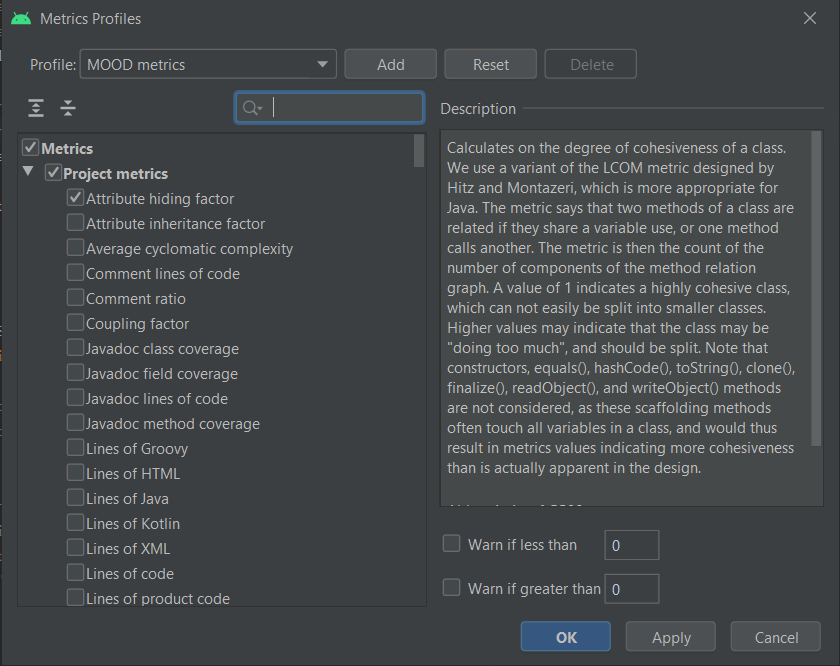 Metrics Profiles
Profile: MOOD metrics Add Reset Delete
Description
Metrics
Project metrics
Attribute hiding factor
Attribute inheritance factor
Average cyclomatic complexity
Comment lines of code
Comment ratio
Coupling factor
Javadoc class coverage
Javadoc field coverage
Javadoc lines of code
Javadoc method coverage
Lines of Groovy
Lines of HTML
Lines of Java
Lines of Kotlin
Lines of XML
Lines of code
Lines of product code
Calculates on the degree of cohesiveness of a class.
We use a variant of the LCOM metric designed by
Hitz and Montazeri, which is more appropriate for
Java. The metric says that two methods of a class are
related if they share a variable use, or one method
calls another. The metric is then the count of the
number of components of the method relation
graph. A value of 1 indicates a highly cohesive class,
which can not easily be split into smaller classes.
Higher values may indicate that the class may be
"doing too much", and should be split. Note that
constructors, equals(), hashCode(), toString(), clone(),
finalize(), readObject(), and writeObject() methods
are not considered, as these scaffolding methods
often touch all variables in a class, and would thus
result in metrics values indicating more cohesiveness
than is actually apparent in the design.
Warn if less than 0
Warn if greater than 0
OK Apply Cancel